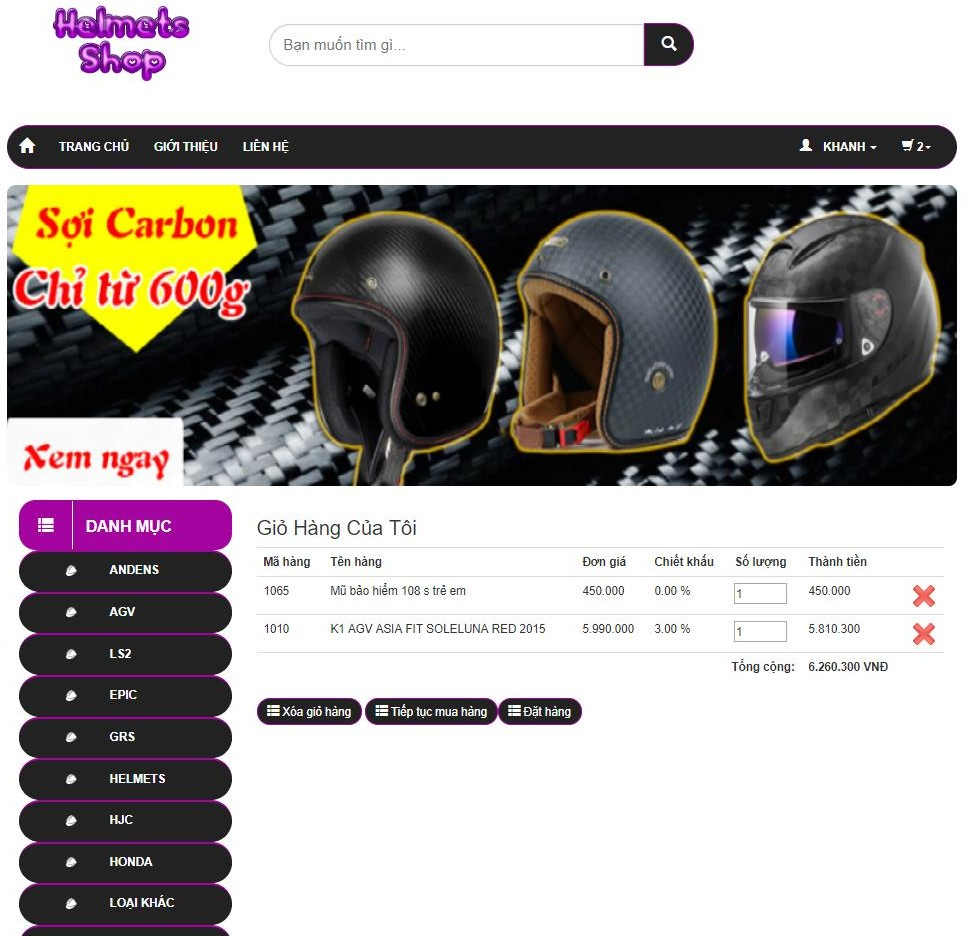 Helmets
Shop
Bạn muốn tìm gì...
TRANG CHỦ GIỚI THIỆU LIÊN HỆ KHANH 2
Sợi Carbon
Chỉ từ 600g
Xem ngay
DANH MỤC
ANDENS
AGV
LS2
EPIC
GRS
HELMETS
HJC
HONDA
LOẠI KHÁC
Giỏ Hàng Của Tôi
Mã hàng Tên hàng Đơn giá Chiết khấu Số lượng Thành tiền
1065 Mũ bảo hiểm 108 s trẻ em 450.000 0.00 % 1 450.000
1010 K1 AGV ASIA FIT SOLELUNA RED 2015 5.990.000 3.00 % 1 5.810.300
Tổng cộng: 6.260.300 VNĐ
Xóa giỏ hàng Tiếp tục mua hàng Đặt hàng